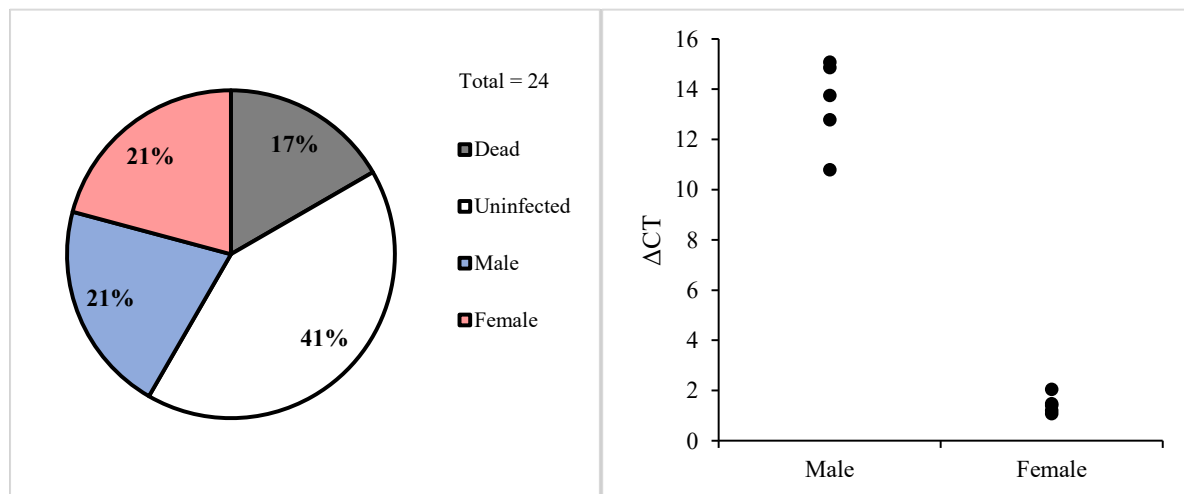 Total = 24
17%
21%
21%
41%
Dead
Uninfected
Male
Female
16
14
12
10
8
6
4
2
0
ΔCT
Male
Female